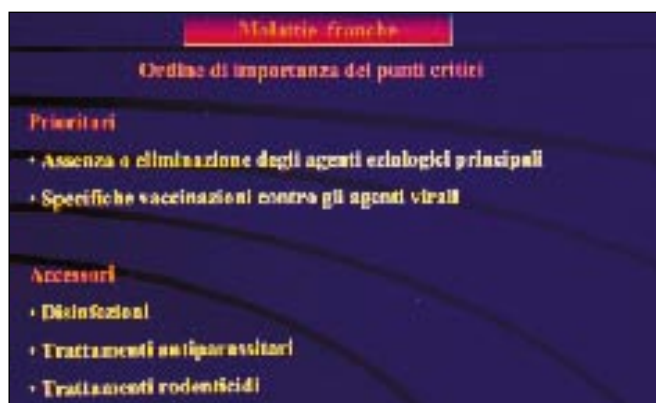 Malattie franche
Ordine di importanza dei punti critici
Prioritari
• Assenza o eliminazione degli agenti eziologici principali
• Specifiche vaccinazioni contro gli agenti virali
Accessori
• Disinfezioni
• Trattamenti antiparassitari
• Trattamenti rodenticidi